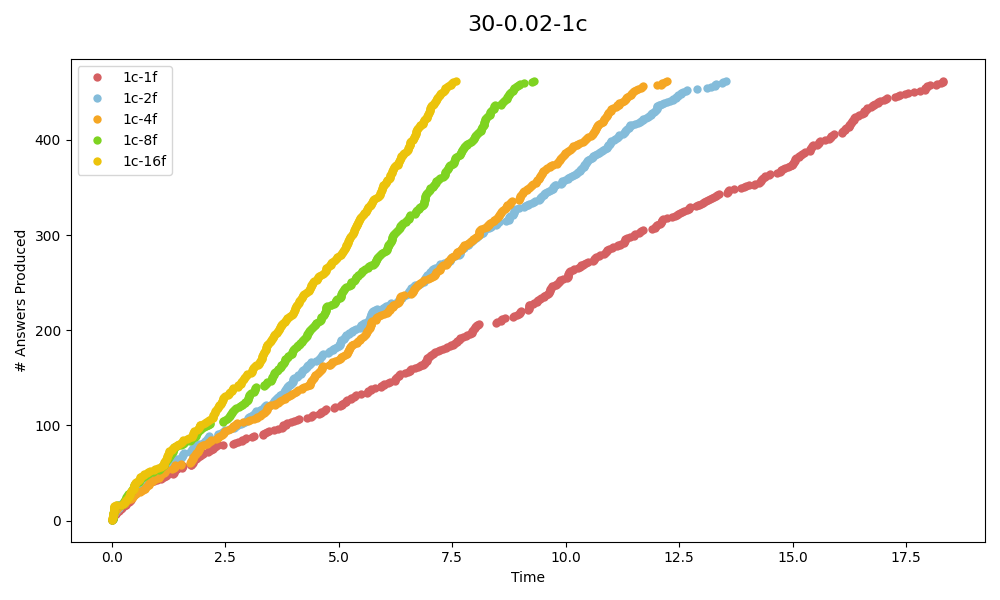 30-0.02-1c
1c-1f
1c-2f
1c-4f
1c-8f
1c-16f
# Answers Produced
400
300
200
100
0
0.0 2.5 5.0 7.5 10.0 12.5 15.0 17.5
Time